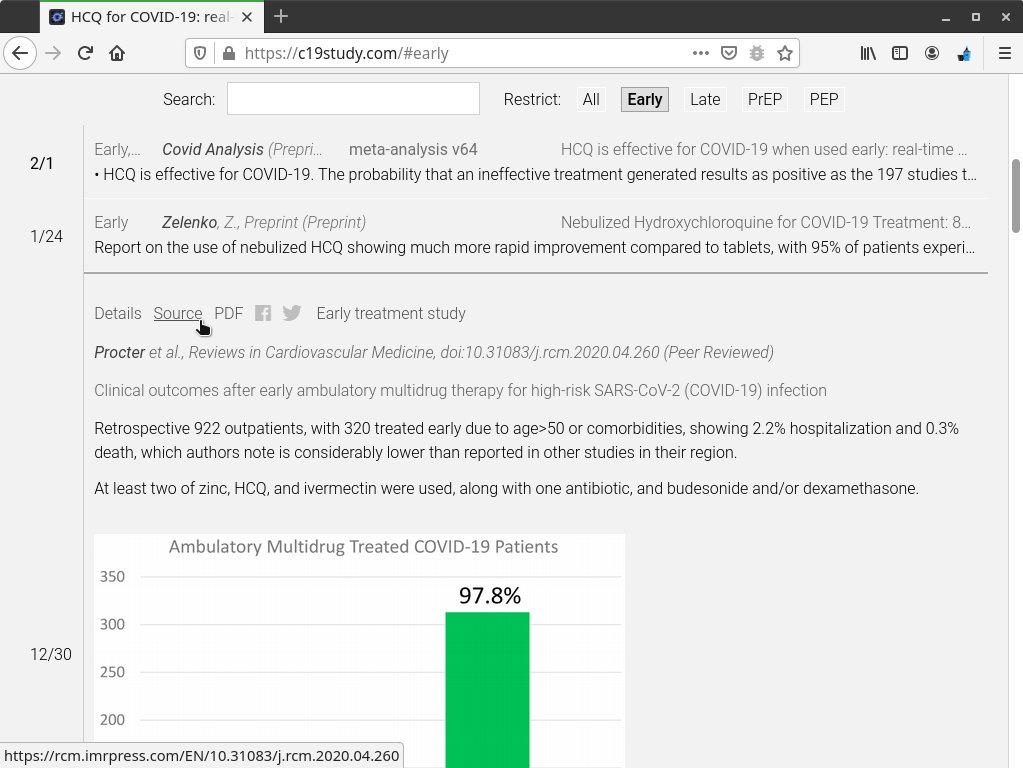 HCQ for COVID-19: real-
https://c19study.com/#early
Search:
Restrict: All Early Late PrEP PEP
2/1
Early,... Covid Analysis (Prepri... meta-analysis v64 HCQ is effective for COVID-19 when used early: real-time ...
• HCQ is effective for COVID-19. The probability that an ineffective treatment generated results as positive as the 197 studies t...
1/24
Early Zelenko, Z., Preprint (Preprint) Nebulized Hydroxychloroquine for COVID-19 Treatment: 8...
Report on the use of nebulized HCQ showing much more rapid improvement compared to tablets, with 95% of patients experi...
Details Source PDF Early treatment study
Procter et al., Reviews in Cardiovascular Medicine, doi:10.31083/j.rcm.2020.04.260 (Peer Reviewed)
Clinical outcomes after early ambulatory multidrug therapy for high-risk SARS-CoV-2 (COVID-19) infection
Retrospective 922 outpatients, with 320 treated early due to age>50 or comorbidities, showing 2.2% hospitalization and 0.3%
death, which authors note is considerably lower than reported in other studies in their region.
At least two of zinc, HCQ, and ivermectin were used, along with one antibiotic, and budesonide and/or dexamethasone.
Ambulatory Multidrug Treated COVID-19 Patients
350
97.8%
300
12/30
250
200
https://rcm.imrpress.com/EN/10.31083/j.rcm.2020.04.260